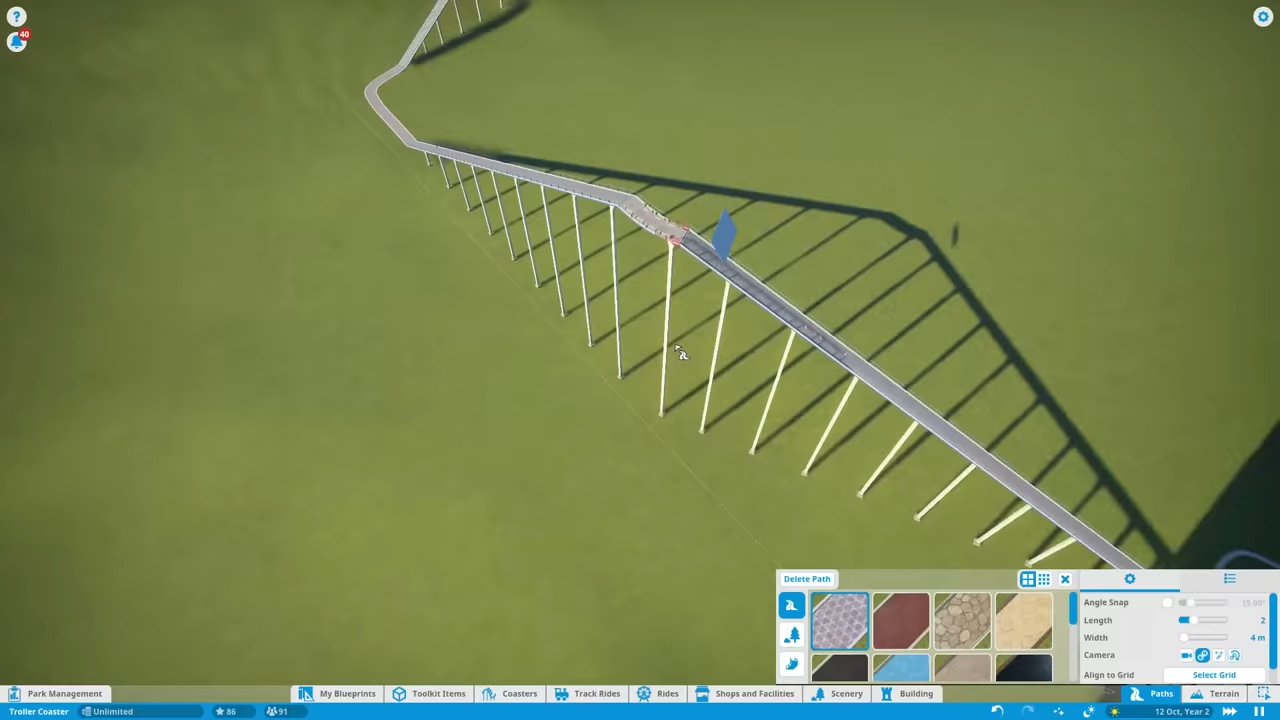 ?
40
Delete Path
Angle Snap 15.00°
Length 2
Width 4 m
Camera
Align to Grid Select Grid
Park Management My Blueprints Toolkit Items Coasters Track Rides Rides Shops and Facilities Scenery Building Paths Terrain
Troller Coaster Unlimited 86 91 12 Oct, Year 2